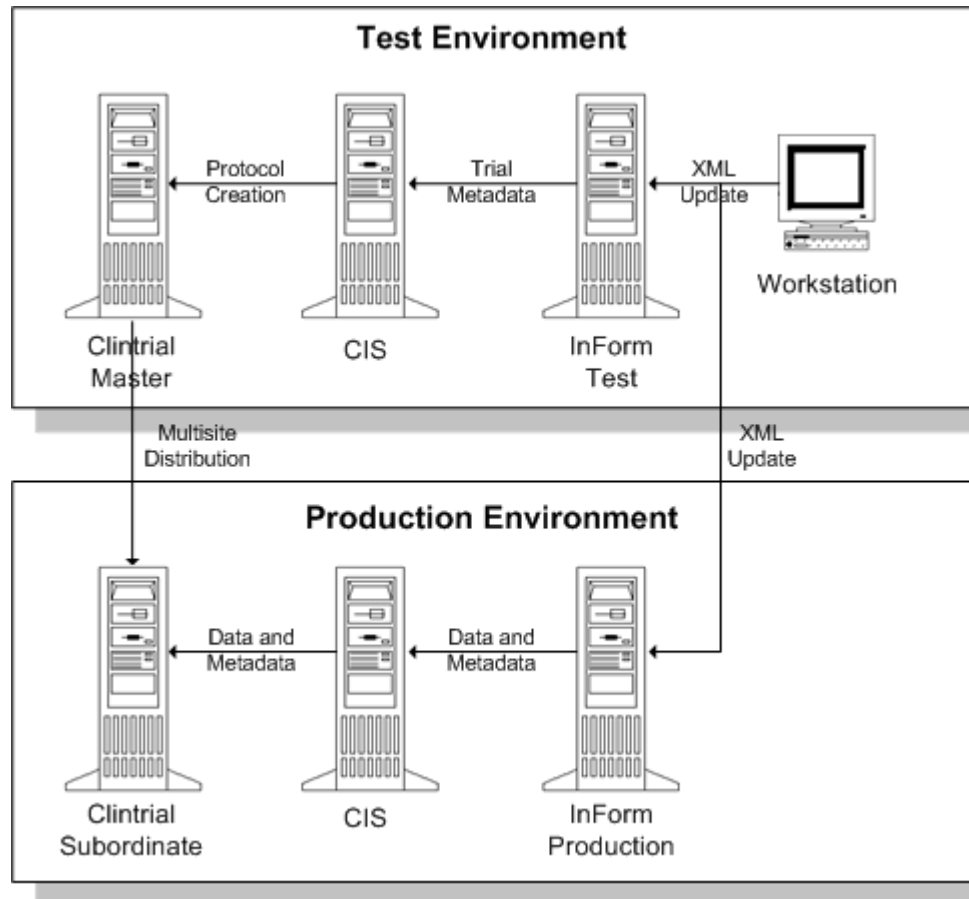 Test Environment
Protocol
Creation
Trial
Metadata
XML
Update
Workstation
Clintrial
Master
CIS
InForm
Test
Multisite
Distribution
XML
Update
Production Environment
Data and
Metadata
Data and
Metadata
Clintrial
Subordinate
CIS
InForm
Production